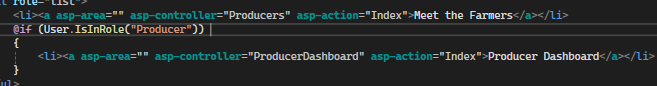 role="list">
<li><a asp-area="" asp-controller="Producers" asp-action="Index">Meet the Farmers</a></li>
@if (User.IsInRole("Producer"))
{
<li><a asp-area="" asp-controller="ProducerDashboard" asp-action="Index">Producer Dashboard</a></li>
}